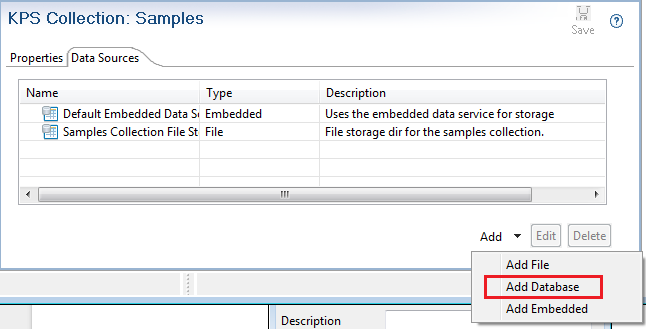 KPS Collection: Samples
Save
Properties Data Sources
Name Type Description
Default Embedded Data Se Embedded Uses the embedded data service for storage
Samples Collection File St File File storage dir for the samples collection.
Add Edit Delete
Add File
Add Database
Add Embedded
Description